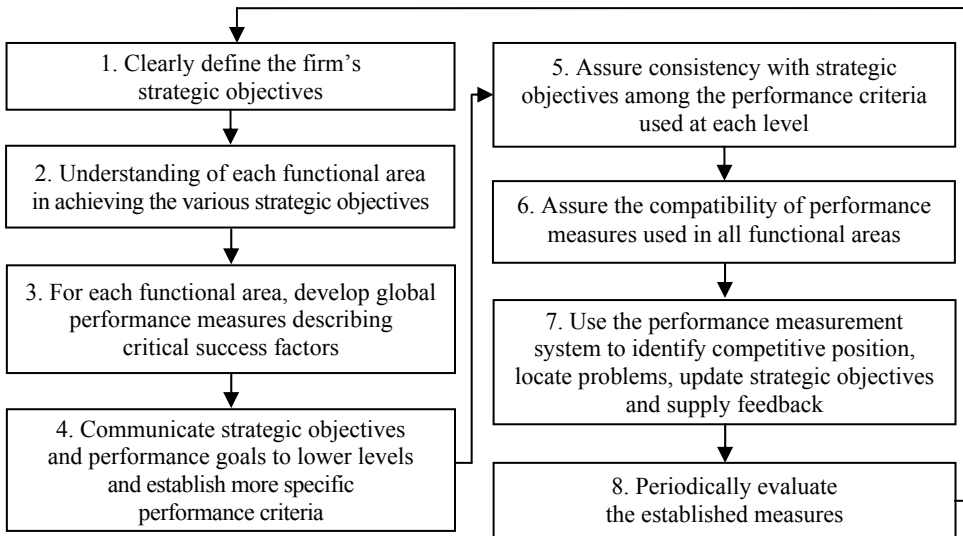 1. Clearly define the firm’s
strategic objectives
2. Understanding of each functional area
in achieving the various strategic objectives
3. For each functional area, develop global
performance measures describing
critical success factors
4. Communicate strategic objectives
and performance goals to lower levels
and establish more specific
performance criteria
5. Assure consistency with strategic
objectives among the performance criteria
used at each level
6. Assure the compatibility of performance
measures used in all functional areas
7. Use the performance measurement
system to identify competitive position,
locate problems, update strategic objectives
and supply feedback
8. Periodically evaluate
the established measures